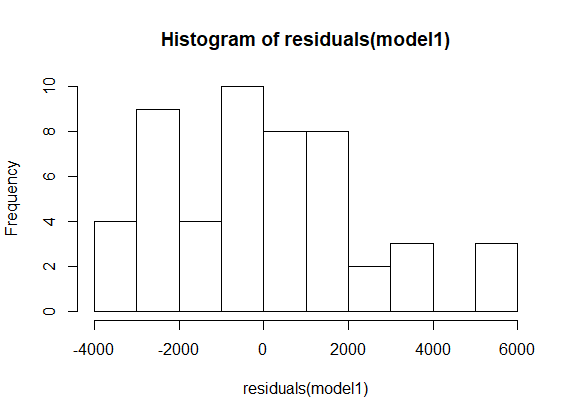 Histogram of residuals(model1)
Frequency
10
8
6
4
2
0
-4000 -2000 0 2000 4000 6000
residuals(model1)